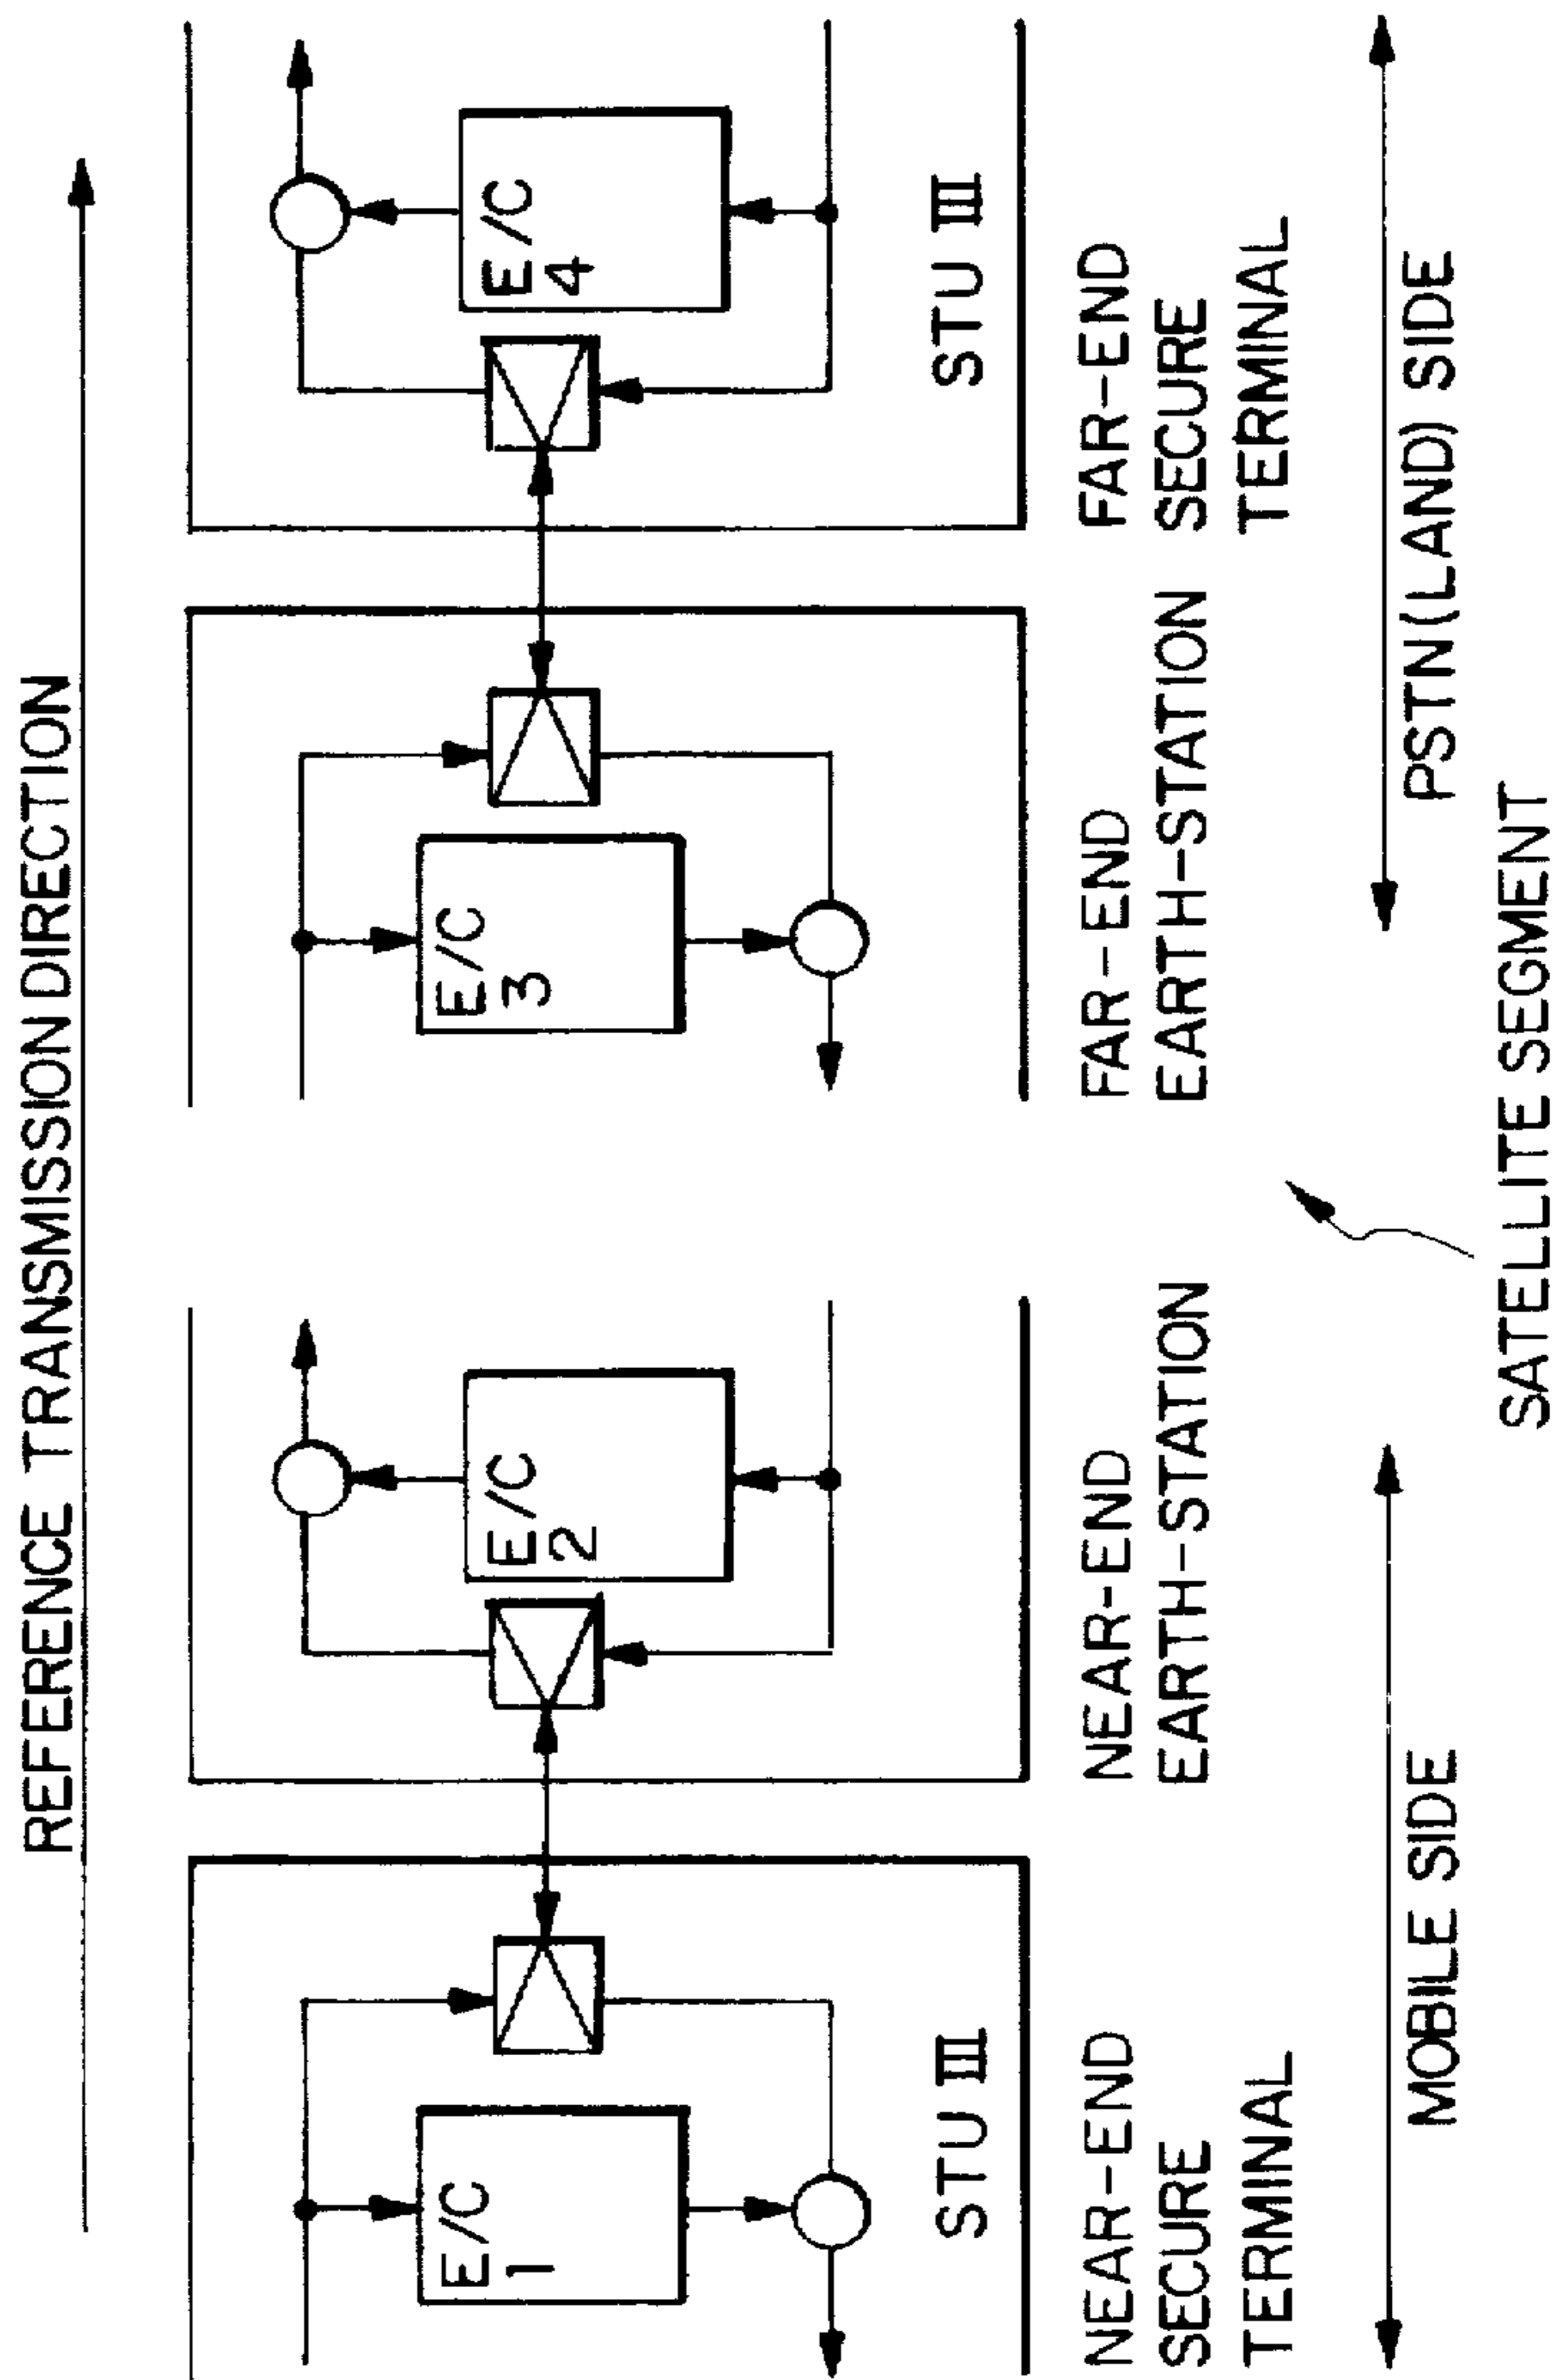 REFERENCE TRANSMISSION DIRECTION
E/C
1
STU III
E/C
2
E/C
3
E/C
4
STU III
NEAR-END
SECURE
TERMINAL
NEAR-END
EARTH-STATION
FAR-END
EARTH-STATION
FAR-END
SECURE
TERMINAL
MOBILE SIDE
PSTN(LAND) SIDE
SATELLITE SEGMENT